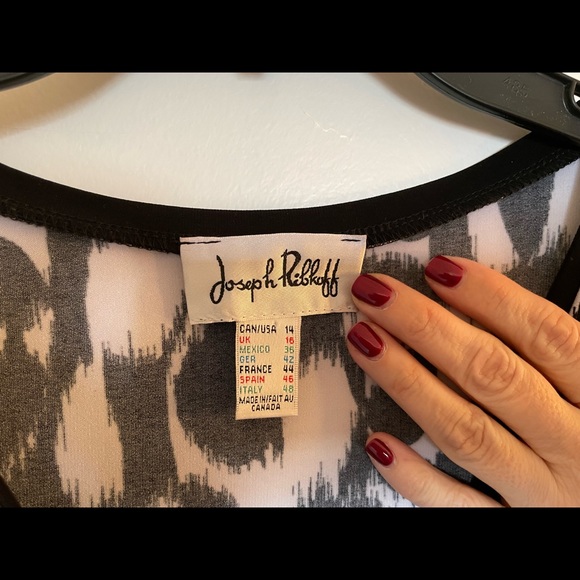 Joseph Ribkoff
CAN/USA 14
UK 16
MEXICO 36
GER 42
FRANCE 44
SPAIN 46
ITALY 48
MADE IN/FAIT AU
CANADA